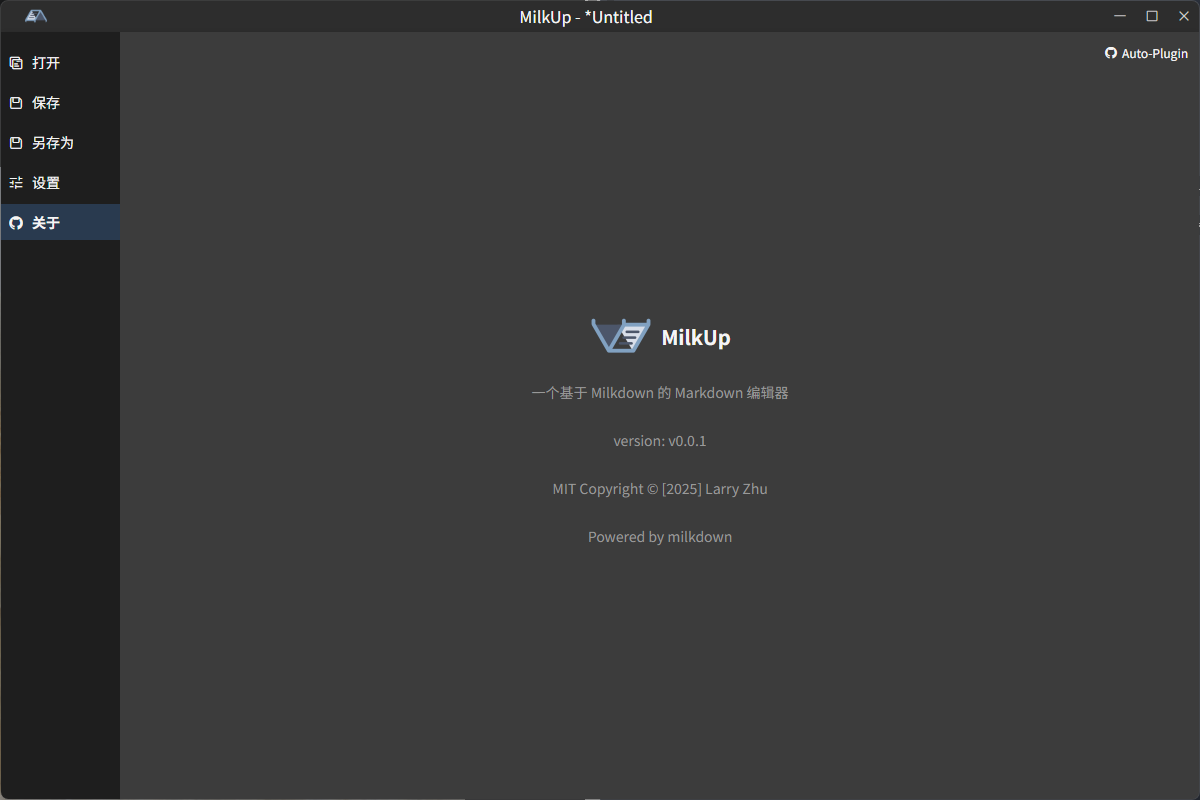 MilkUp - *Untitled
打开
保存
另存为
设置
关于
Auto-Plugin
MilkUp
一个基于 Milkdown 的 Markdown 编辑器
version: v0.0.1
MIT Copyright © [2025] Larry Zhu
Powered by milkdown